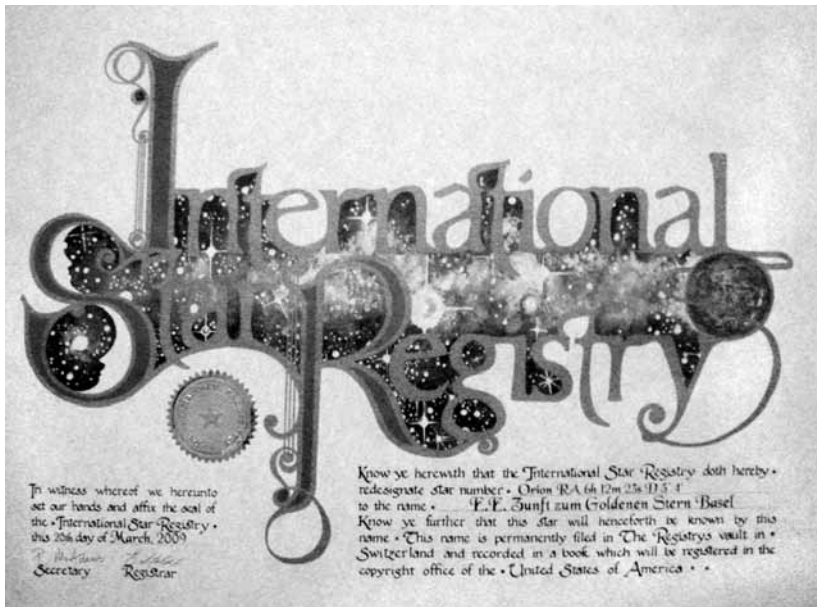 International
Star Registry
In witness whereof we hereunto
set our hands and affix the seal of
the • International Star Registry •
this 20th day of March, 2009
Secretary Registrar
Know ye herewith that the International Star Registry doth hereby •
redesignate star number • Orion RA 6h 12m 23s D 5° 4'
to the name • E.E. Zunft zum Goldenen Stern Basel
Know ye further that this star will henceforth be known by this
name • This name is permanently filed in The Registrys vault in •
Switzerland and recorded in a book which will be registered in the
copyright office of the • United States of America • •